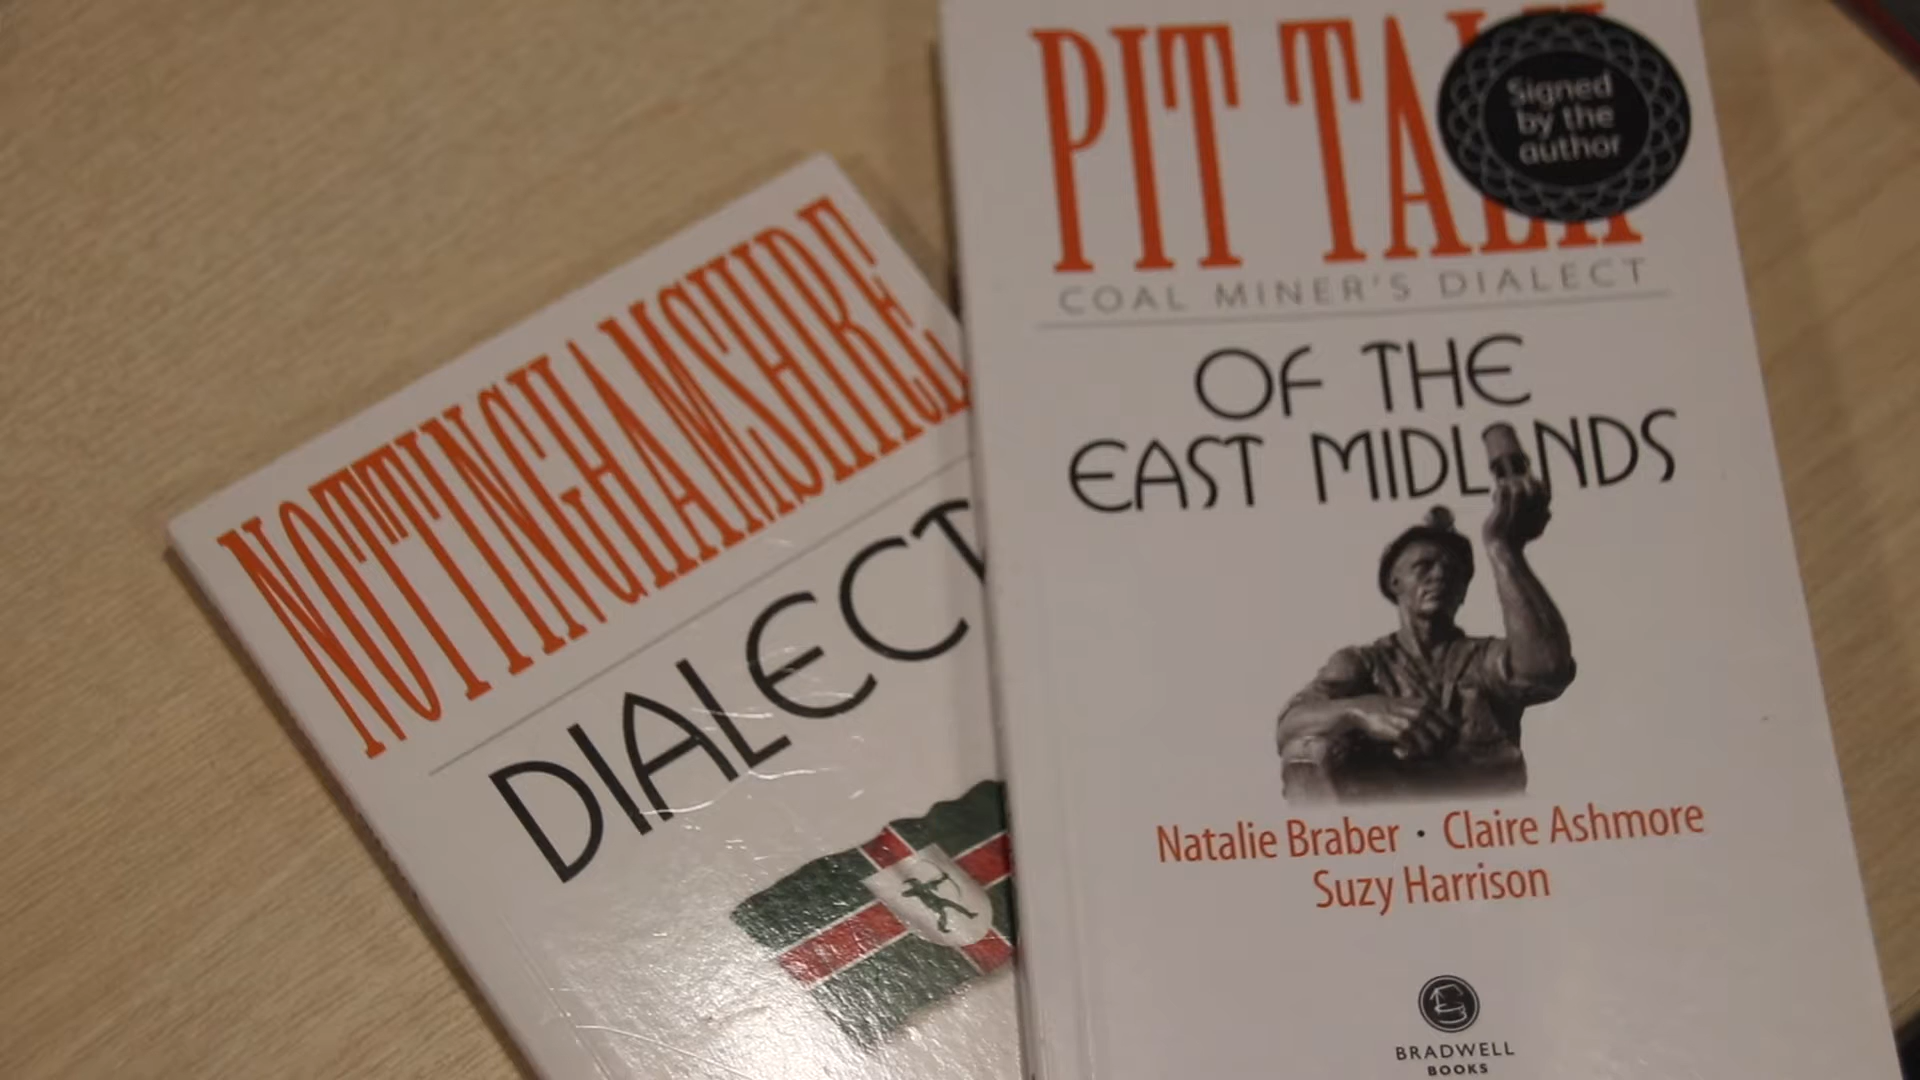 NOTTINGHAMSHIRE
DIALECT
PIT TALK
Signed
by the
author
COAL MINER'S DIALECT
OF THE
EAST MIDLANDS
Natalie Braber · Claire Ashmore
Suzy Harrison
BRADWELL
BOOKS